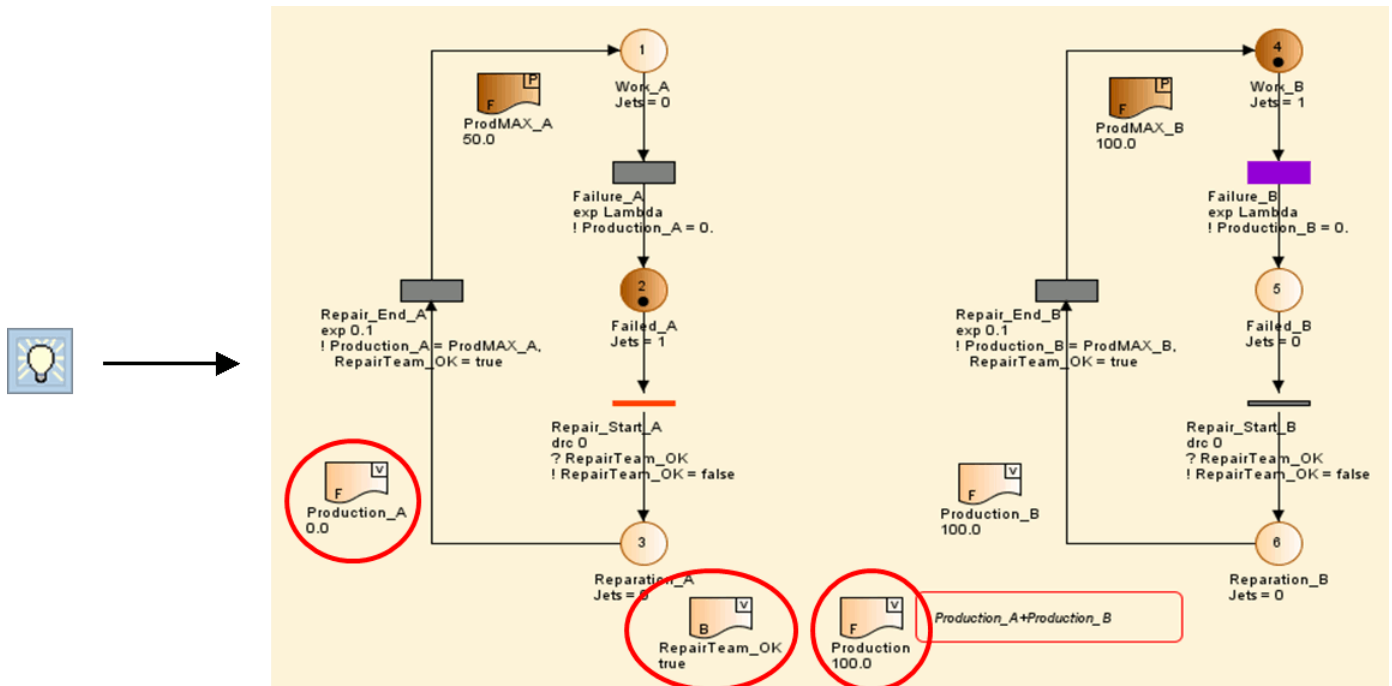 1
Work_A
Jets = 0
P
F
ProdMAX_A
50.0
Failure_A
exp Lambda
! Production_A = 0.
2
Failed_A
Jets = 1
Repair_End_A
exp 0.1
! Production_A = ProdMAX_A,
RepairTeam_OK = true
Repair_Start_A
drc 0
? RepairTeam_OK
! RepairTeam_OK = false
V
F
Production_A
0.0
3
Reparation_A
Jets = 0
V
B
RepairTeam_OK
true
V
F
Production
100.0
Production_A+Production_B
4
Work_B
Jets = 1
P
F
ProdMAX_B
100.0
Failure_B
exp Lambda
! Production_B = 0.
5
Failed_B
Jets = 0
Repair_End_B
exp 0.1
! Production_B = ProdMAX_B,
RepairTeam_OK = true
Repair_Start_B
drc 0
? RepairTeam_OK
! RepairTeam_OK = false
V
F
Production_B
100.0
6
Reparation_B
Jets = 0